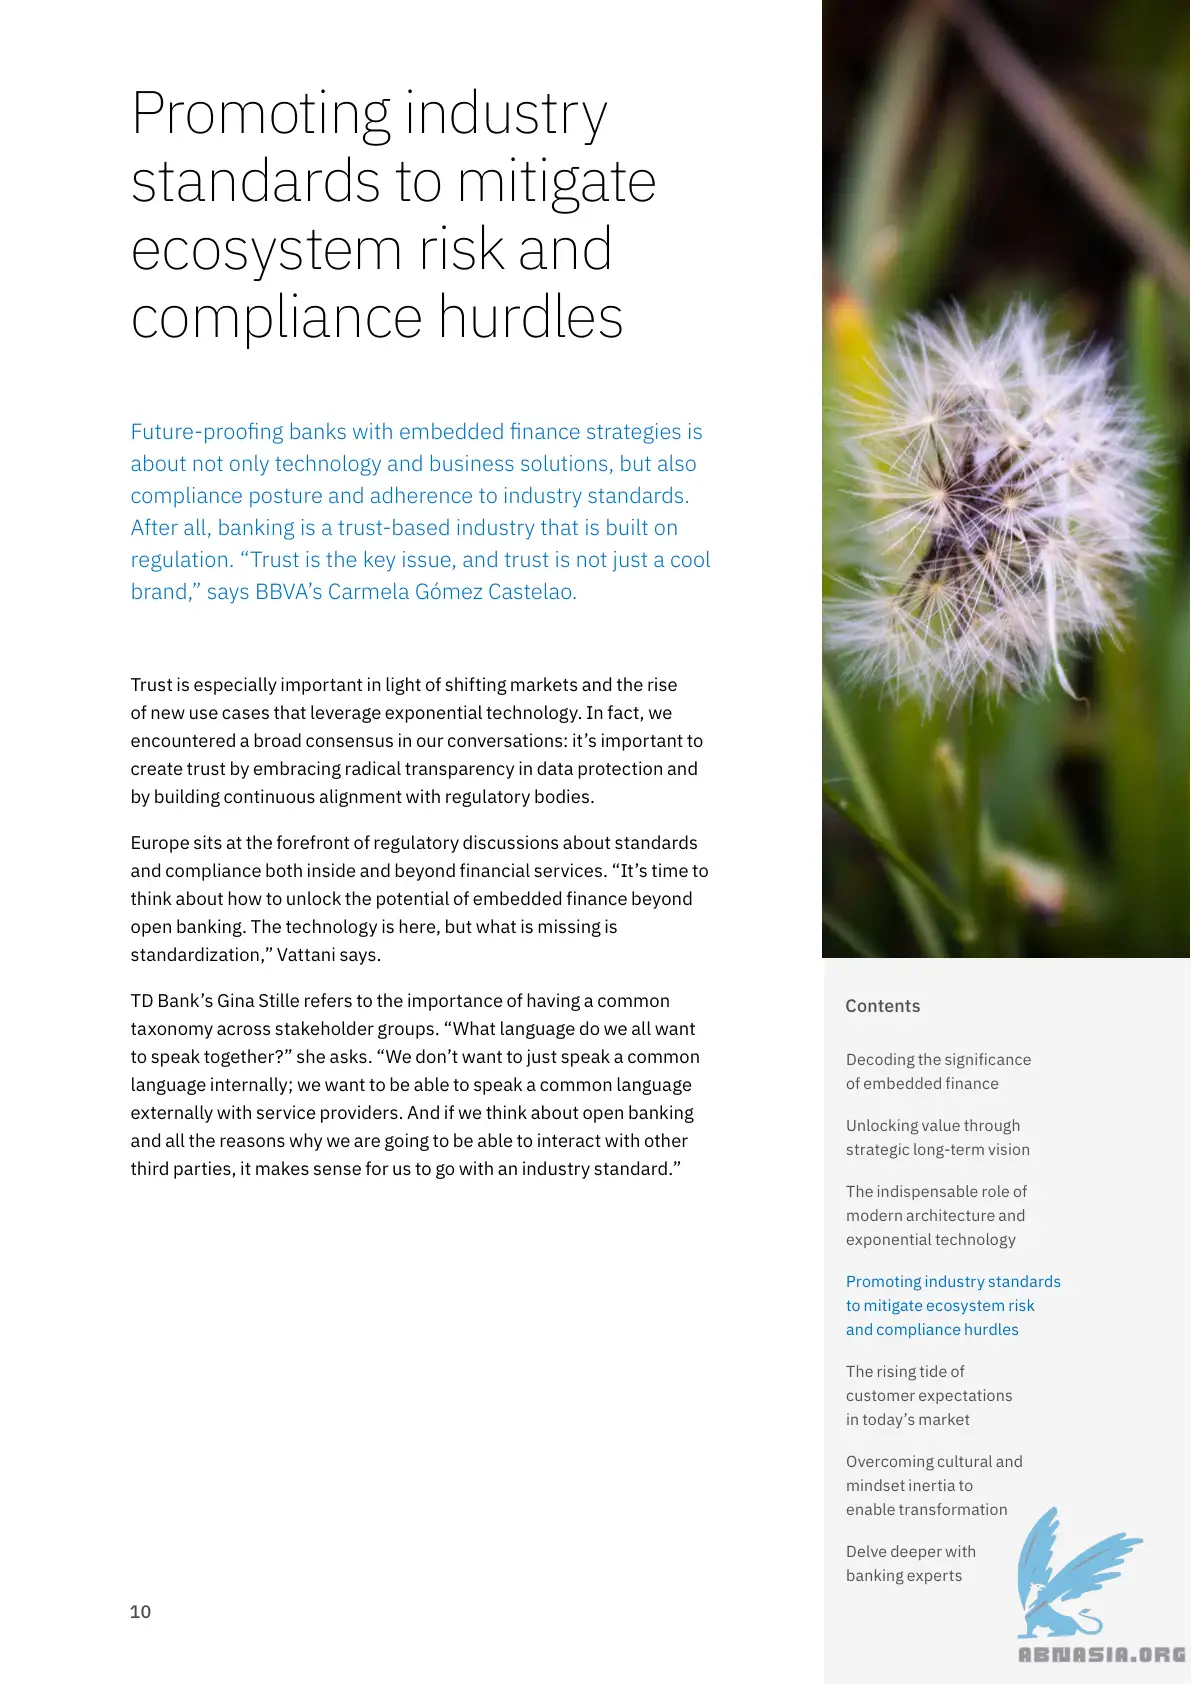 Promoting industry
standards to mitigate
ecosystem risk and
compliance hurdles
Future-proofing banks with embedded finance strategies is
about not only technology and business solutions, but also
compliance posture and adherence to industry standards.
After all, banking is a trust-based industry that is built on
regulation. “Trust is the key issue, and trust is not just a cool
brand,” says BBVA’s Carmela Gómez Castelao.
Trust is especially important in light of shifting markets and the rise
of new use cases that leverage exponential technology. In fact, we
encountered a broad consensus in our conversations: it’s important to
create trust by embracing radical transparency in data protection and
by building continuous alignment with regulatory bodies.
Europe sits at the forefront of regulatory discussions about standards
and compliance both inside and beyond financial services. “It’s time to
think about how to unlock the potential of embedded finance beyond
open banking. The technology is here, but what is missing is
standardization,” Vattani says.
TD Bank’s Gina Stille refers to the importance of having a common
taxonomy across stakeholder groups. “What language do we all want
to speak together?” she asks. “We don’t want to just speak a common
language internally; we want to be able to speak a common language
externally with service providers. And if we think about open banking
and all the reasons why we are going to be able to interact with other
third parties, it makes sense for us to go with an industry standard.”
10
Contents
Decoding the significance
of embedded finance
Unlocking value through
strategic long-term vision
The indispensable role of
modern architecture and
exponential technology
Promoting industry standards
to mitigate ecosystem risk
and compliance hurdles
The rising tide of
customer expectations
in today’s market
Overcoming cultural and
mindset inertia to
enable transformation
Delve deeper with
banking experts
ABNASIA.ORG